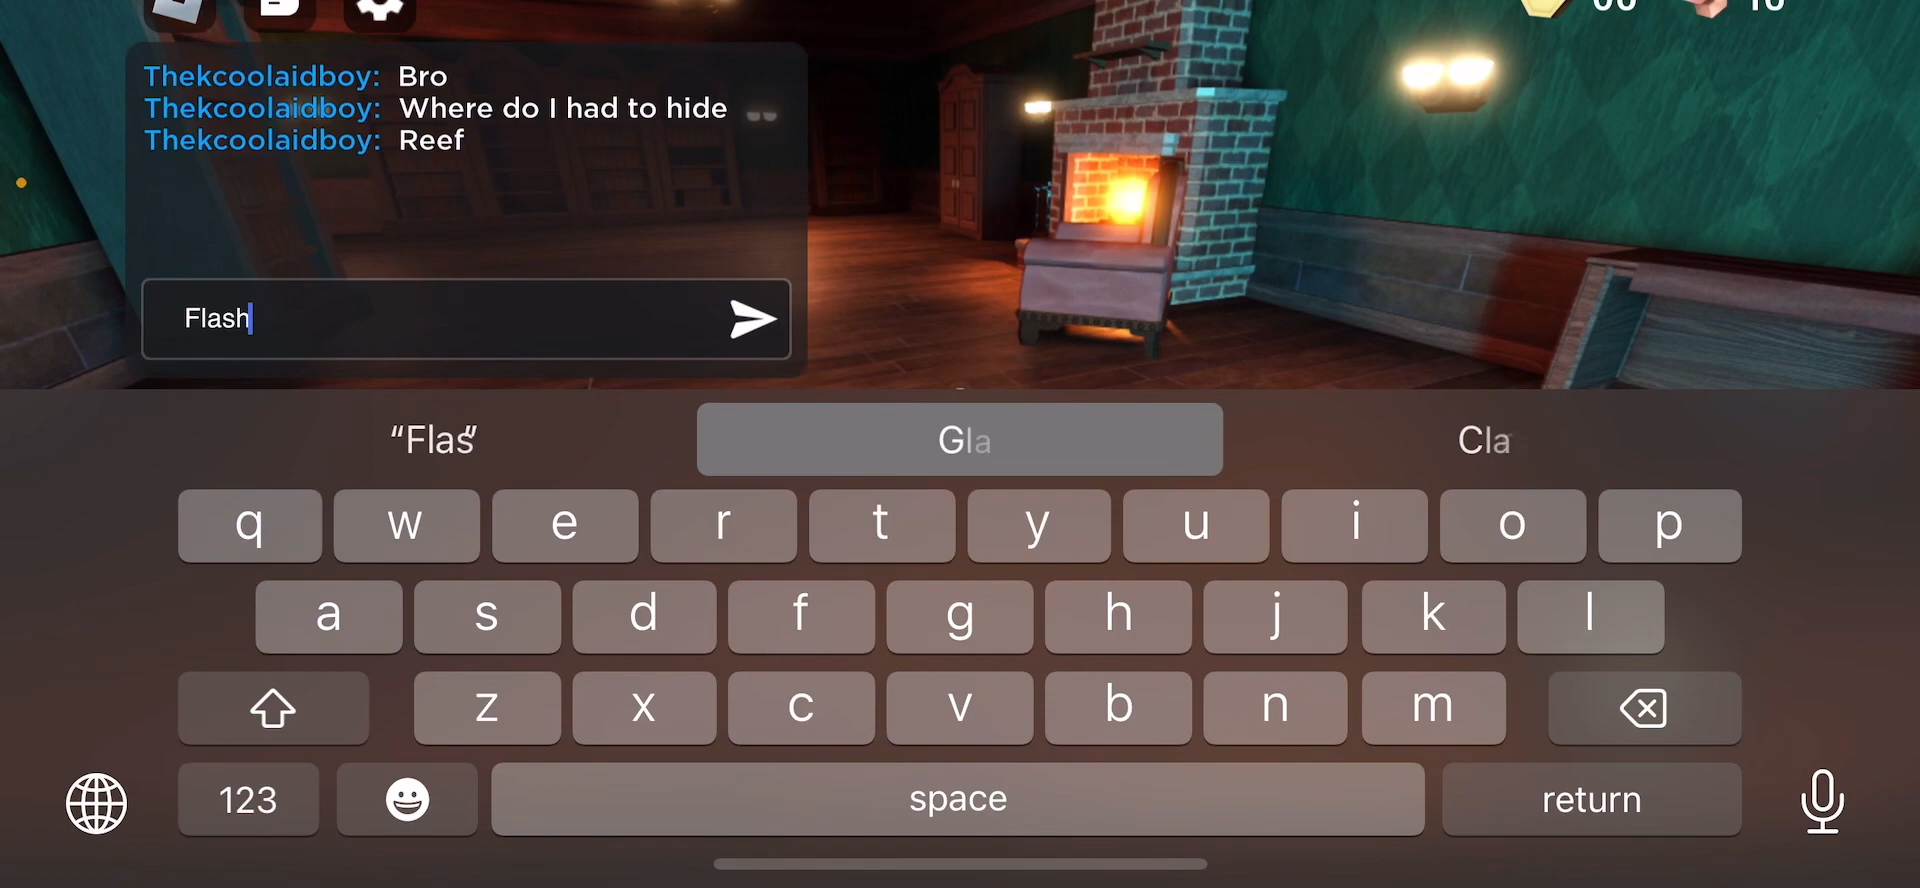 Thekcoolaidboy: Bro
Thekcoolaidboy: Where do I had to hide
Thekcoolaidboy: Reef
Flash
“Flas” Gla Cla
q w e r t y u i o p
a s d f g h j k l
z x c v b n m
123 space return